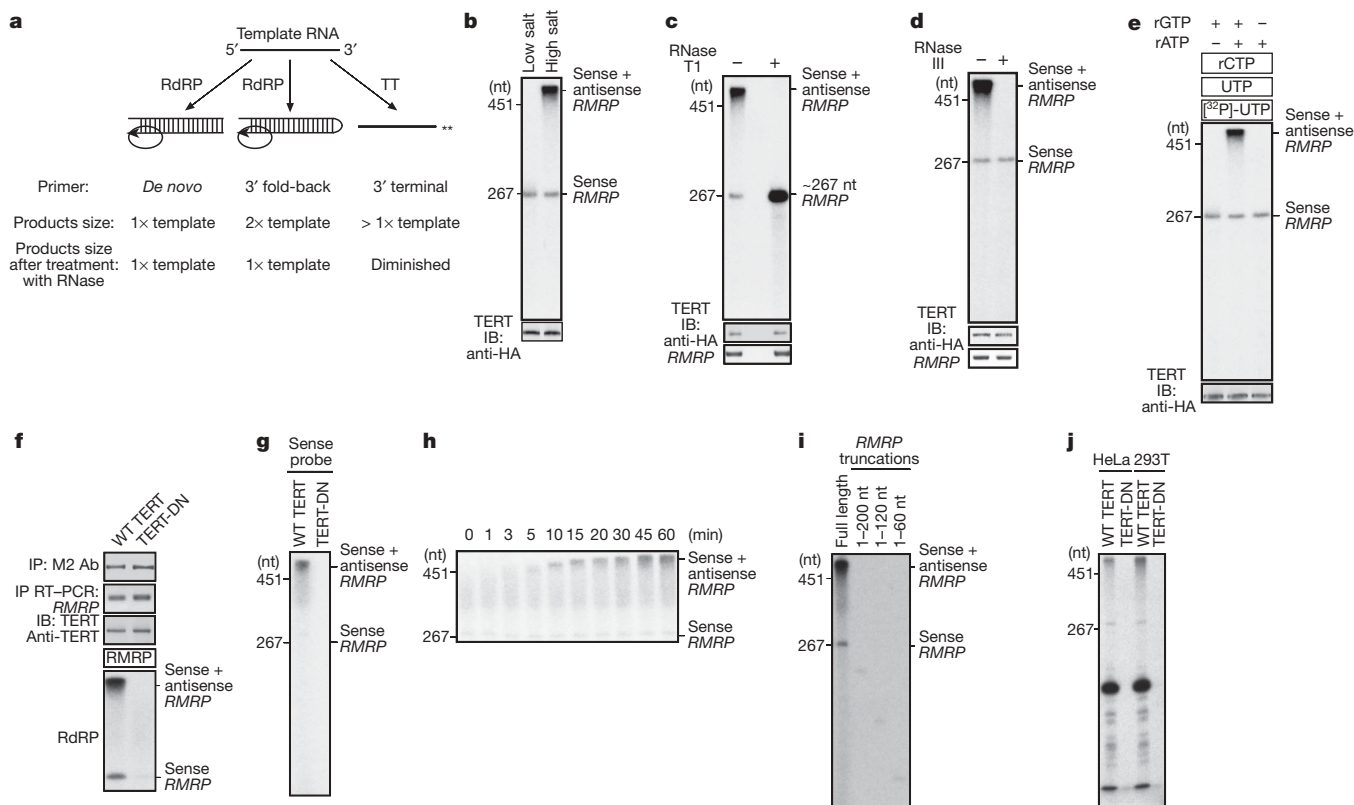 a
Template RNA
5′ 3′
RdRP RdRP TT
**
Primer: De novo 3′ fold-back 3′ terminal
Products size: 1× template 2× template > 1× template
Products size
after treatment: 1× template 1× template Diminished
with RNase
b
Low salt
High salt
(nt)
451
267
Sense +
antisense
RMRP
Sense
RMRP
TERT
IB:
anti-HA
c
RNase
T1
– +
(nt)
451
267
Sense +
antisense
RMRP
~267 nt
RMRP
TERT
IB:
anti-HA
RMRP
d
RNase
III
– +
(nt)
451
267
Sense +
antisense
RMRP
Sense
RMRP
TERT
IB:
anti-HA
RMRP
e
rGTP + + –
rATP – + +
rCTP
UTP
[32P]-UTP
(nt)
451
267
Sense +
antisense
RMRP
Sense
RMRP
TERT
IB:
anti-HA
f
WT TERT
TERT-DN
IP: M2 Ab
IP RT–PCR:
RMRP
IB: TERT
Anti-TERT
RMRP
Sense +
antisense
RMRP
RdRP
Sense
RMRP
g
Sense
probe
WT TERT
TERT-DN
(nt)
451
267
Sense +
antisense
RMRP
Sense
RMRP
h
0 1 3 5 10 15 20 30 45 60 (min)
(nt)
451
267
Sense +
antisense
RMRP
Sense
RMRP
i
RMRP
truncations
Full length
1–200 nt
1–120 nt
1–60 nt
(nt)
451
267
Sense +
antisense
RMRP
Sense
RMRP
j
HeLa 293T
WT TERT
TERT-DN
WT TERT
TERT-DN
(nt)
451
267